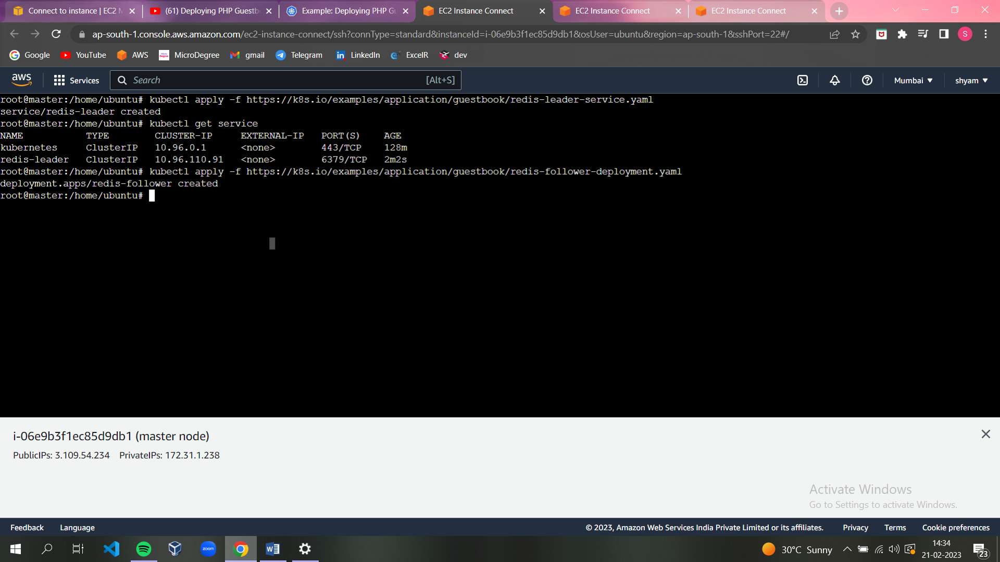 Connect to instance | EC2 M
(61) Deploying PHP Guestb
Example: Deploying PHP Gu
EC2 Instance Connect
EC2 Instance Connect
EC2 Instance Connect
ap-south-1.console.aws.amazon.com/ec2-instance-connect/ssh?connType=standard&instanceId=i-06e9b3f1ec85d9db1&osUser=ubuntu&region=ap-south-1&sshPort=22#/
S
Google YouTube AWS MicroDegree gmail Telegram LinkedIn ExcelR dev
aws Services Search [Alt+S] Mumbai ▼ shyam ▼
root@master:/home/ubuntu# kubectl apply -f https://k8s.io/examples/application/guestbook/redis-leader-service.yaml
service/redis-leader created
root@master:/home/ubuntu# kubectl get service
NAME TYPE CLUSTER-IP EXTERNAL-IP PORT(S) AGE
kubernetes ClusterIP 10.96.0.1 <none> 443/TCP 128m
redis-leader ClusterIP 10.96.110.91 <none> 6379/TCP 2m2s
root@master:/home/ubuntu# kubectl apply -f https://k8s.io/examples/application/guestbook/redis-follower-deployment.yaml
deployment.apps/redis-follower created
root@master:/home/ubuntu#
i-06e9b3f1ec85d9db1 (master node)
PublicIPs: 3.109.54.234 PrivateIPs: 172.31.1.238
Activate Windows
Go to Settings to activate Windows.
Feedback Language © 2023, Amazon Web Services India Private Limited or its affiliates. Privacy Terms Cookie preferences
zoom
30°C Sunny
14:34
21-02-2023
23